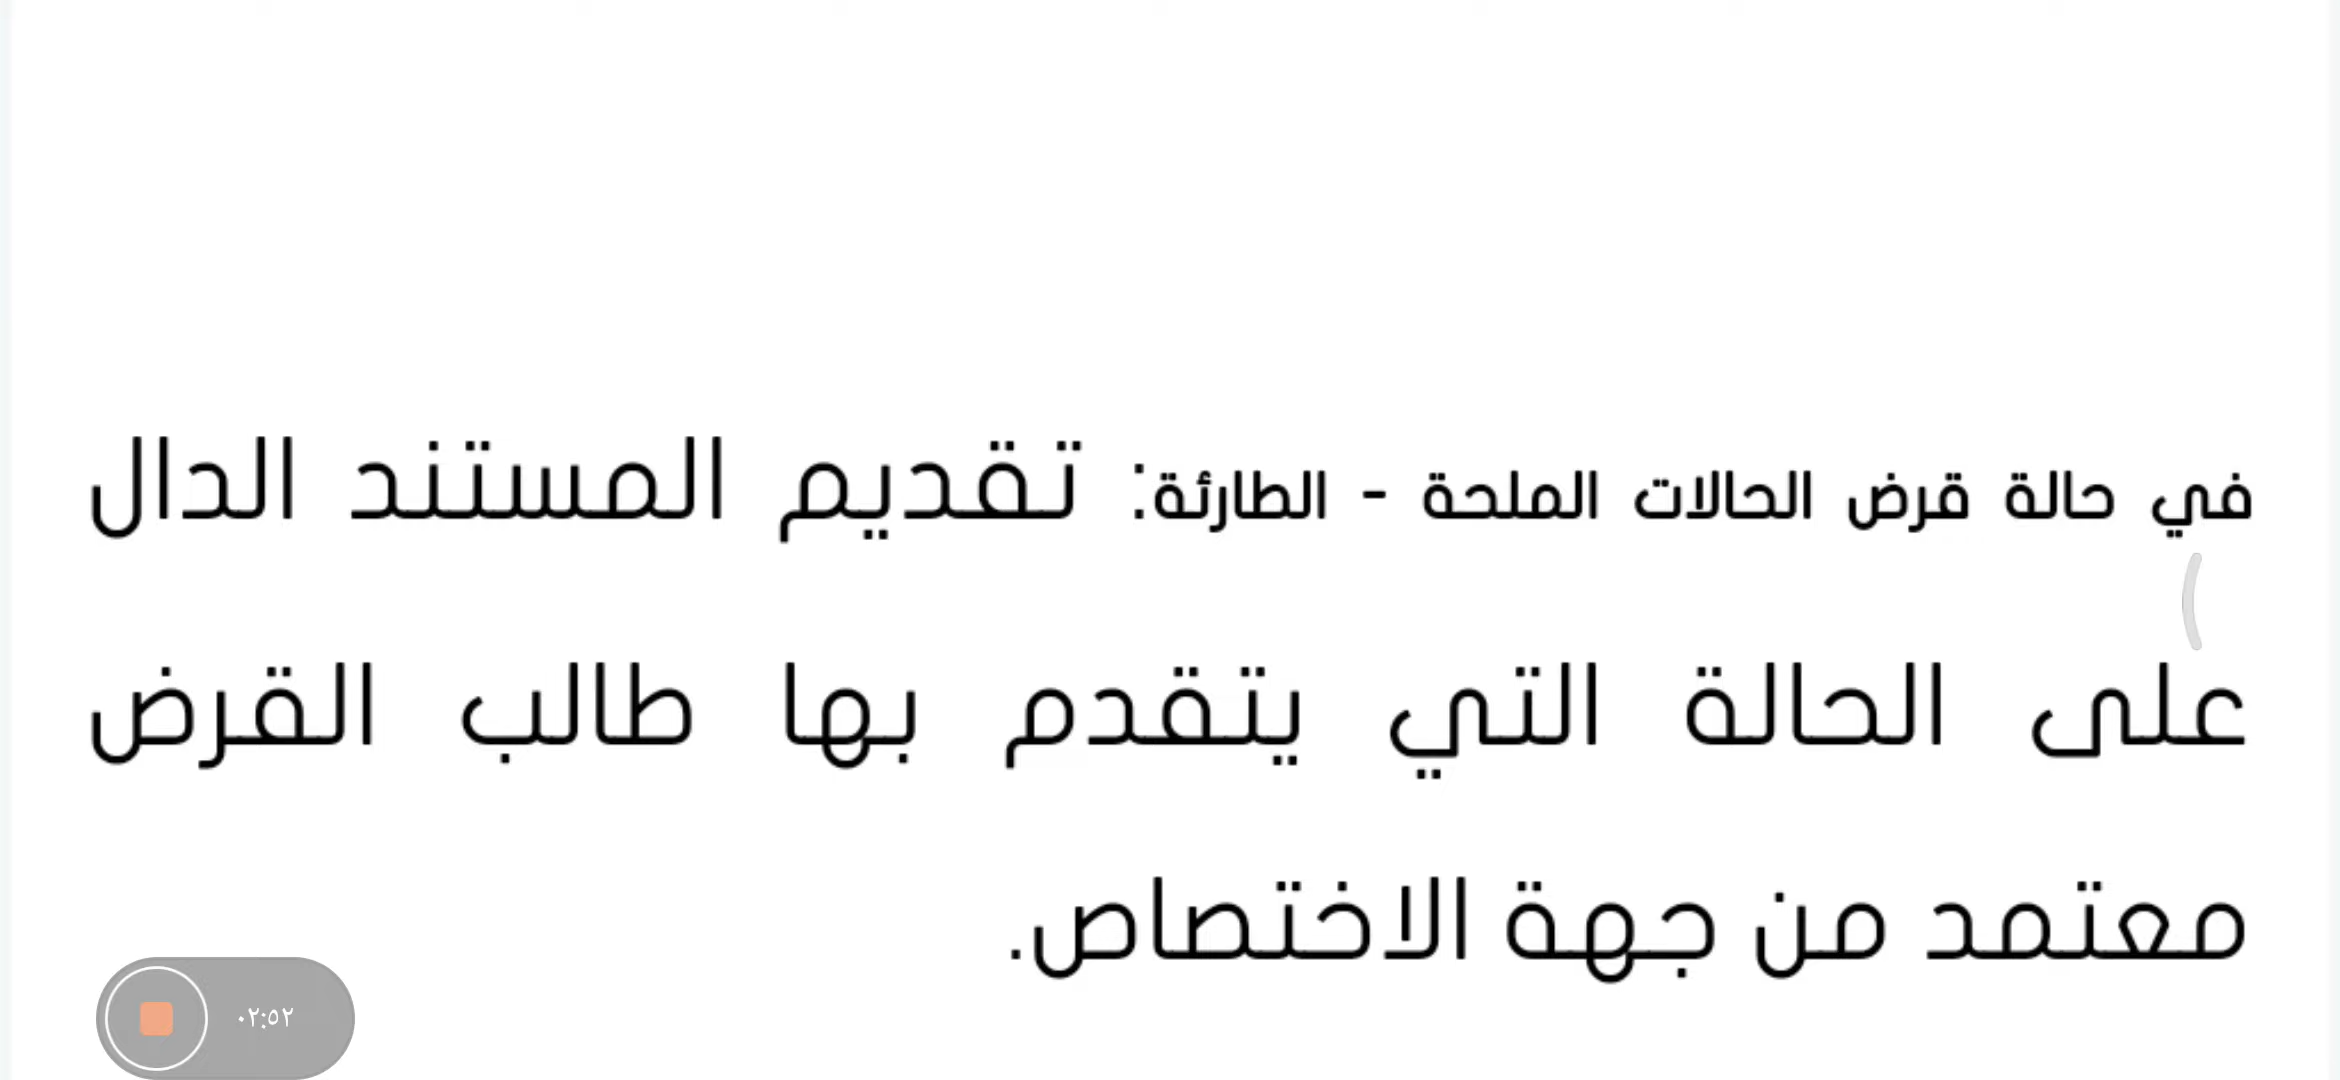 في حالة قرض الحالات الملحة - الطارئة: تقديم المستند الدال
على الحالة التي يتقدم بها طالب القرض
معتمد من جهة الاختصاص.
٠٢:٥٢